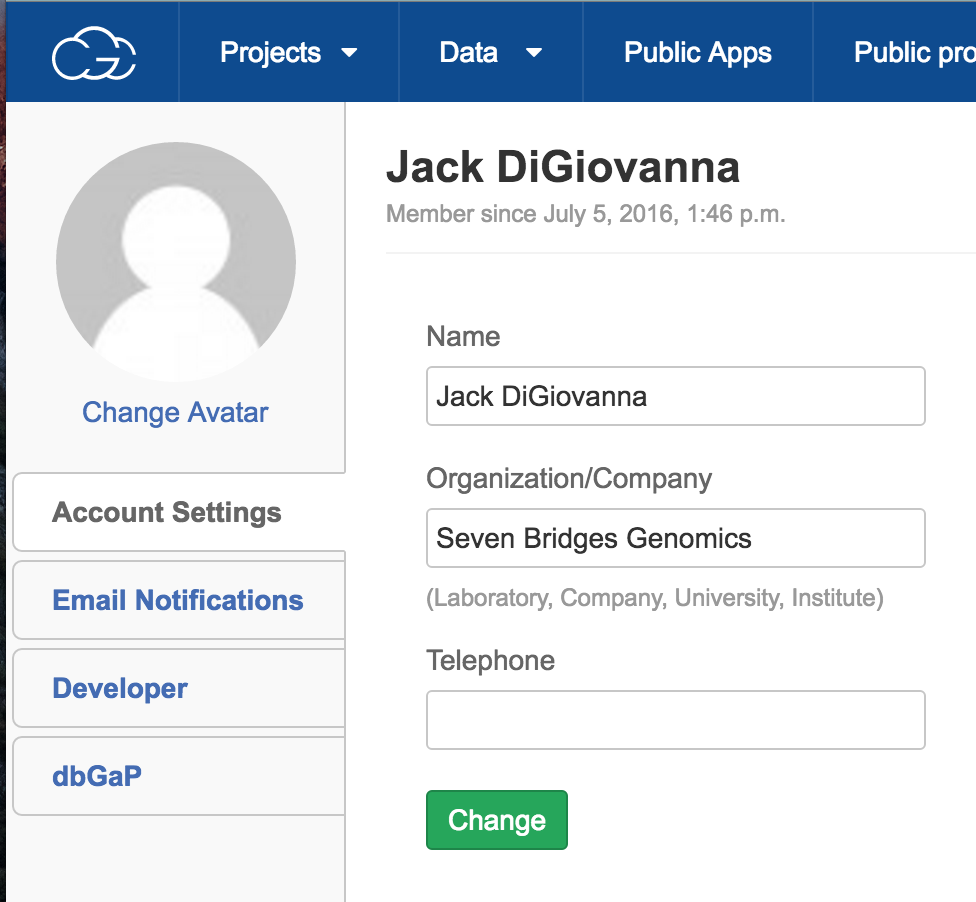 CGC
Projects
Data
Public Apps
Public pro
Jack DiGiovanna
Member since July 5, 2016, 1:46 p.m.
Change Avatar
Account Settings
Email Notifications
Developer
dbGaP
Name
Jack DiGiovanna
Organization/Company
Seven Bridges Genomics
(Laboratory, Company, University, Institute)
Telephone
Change